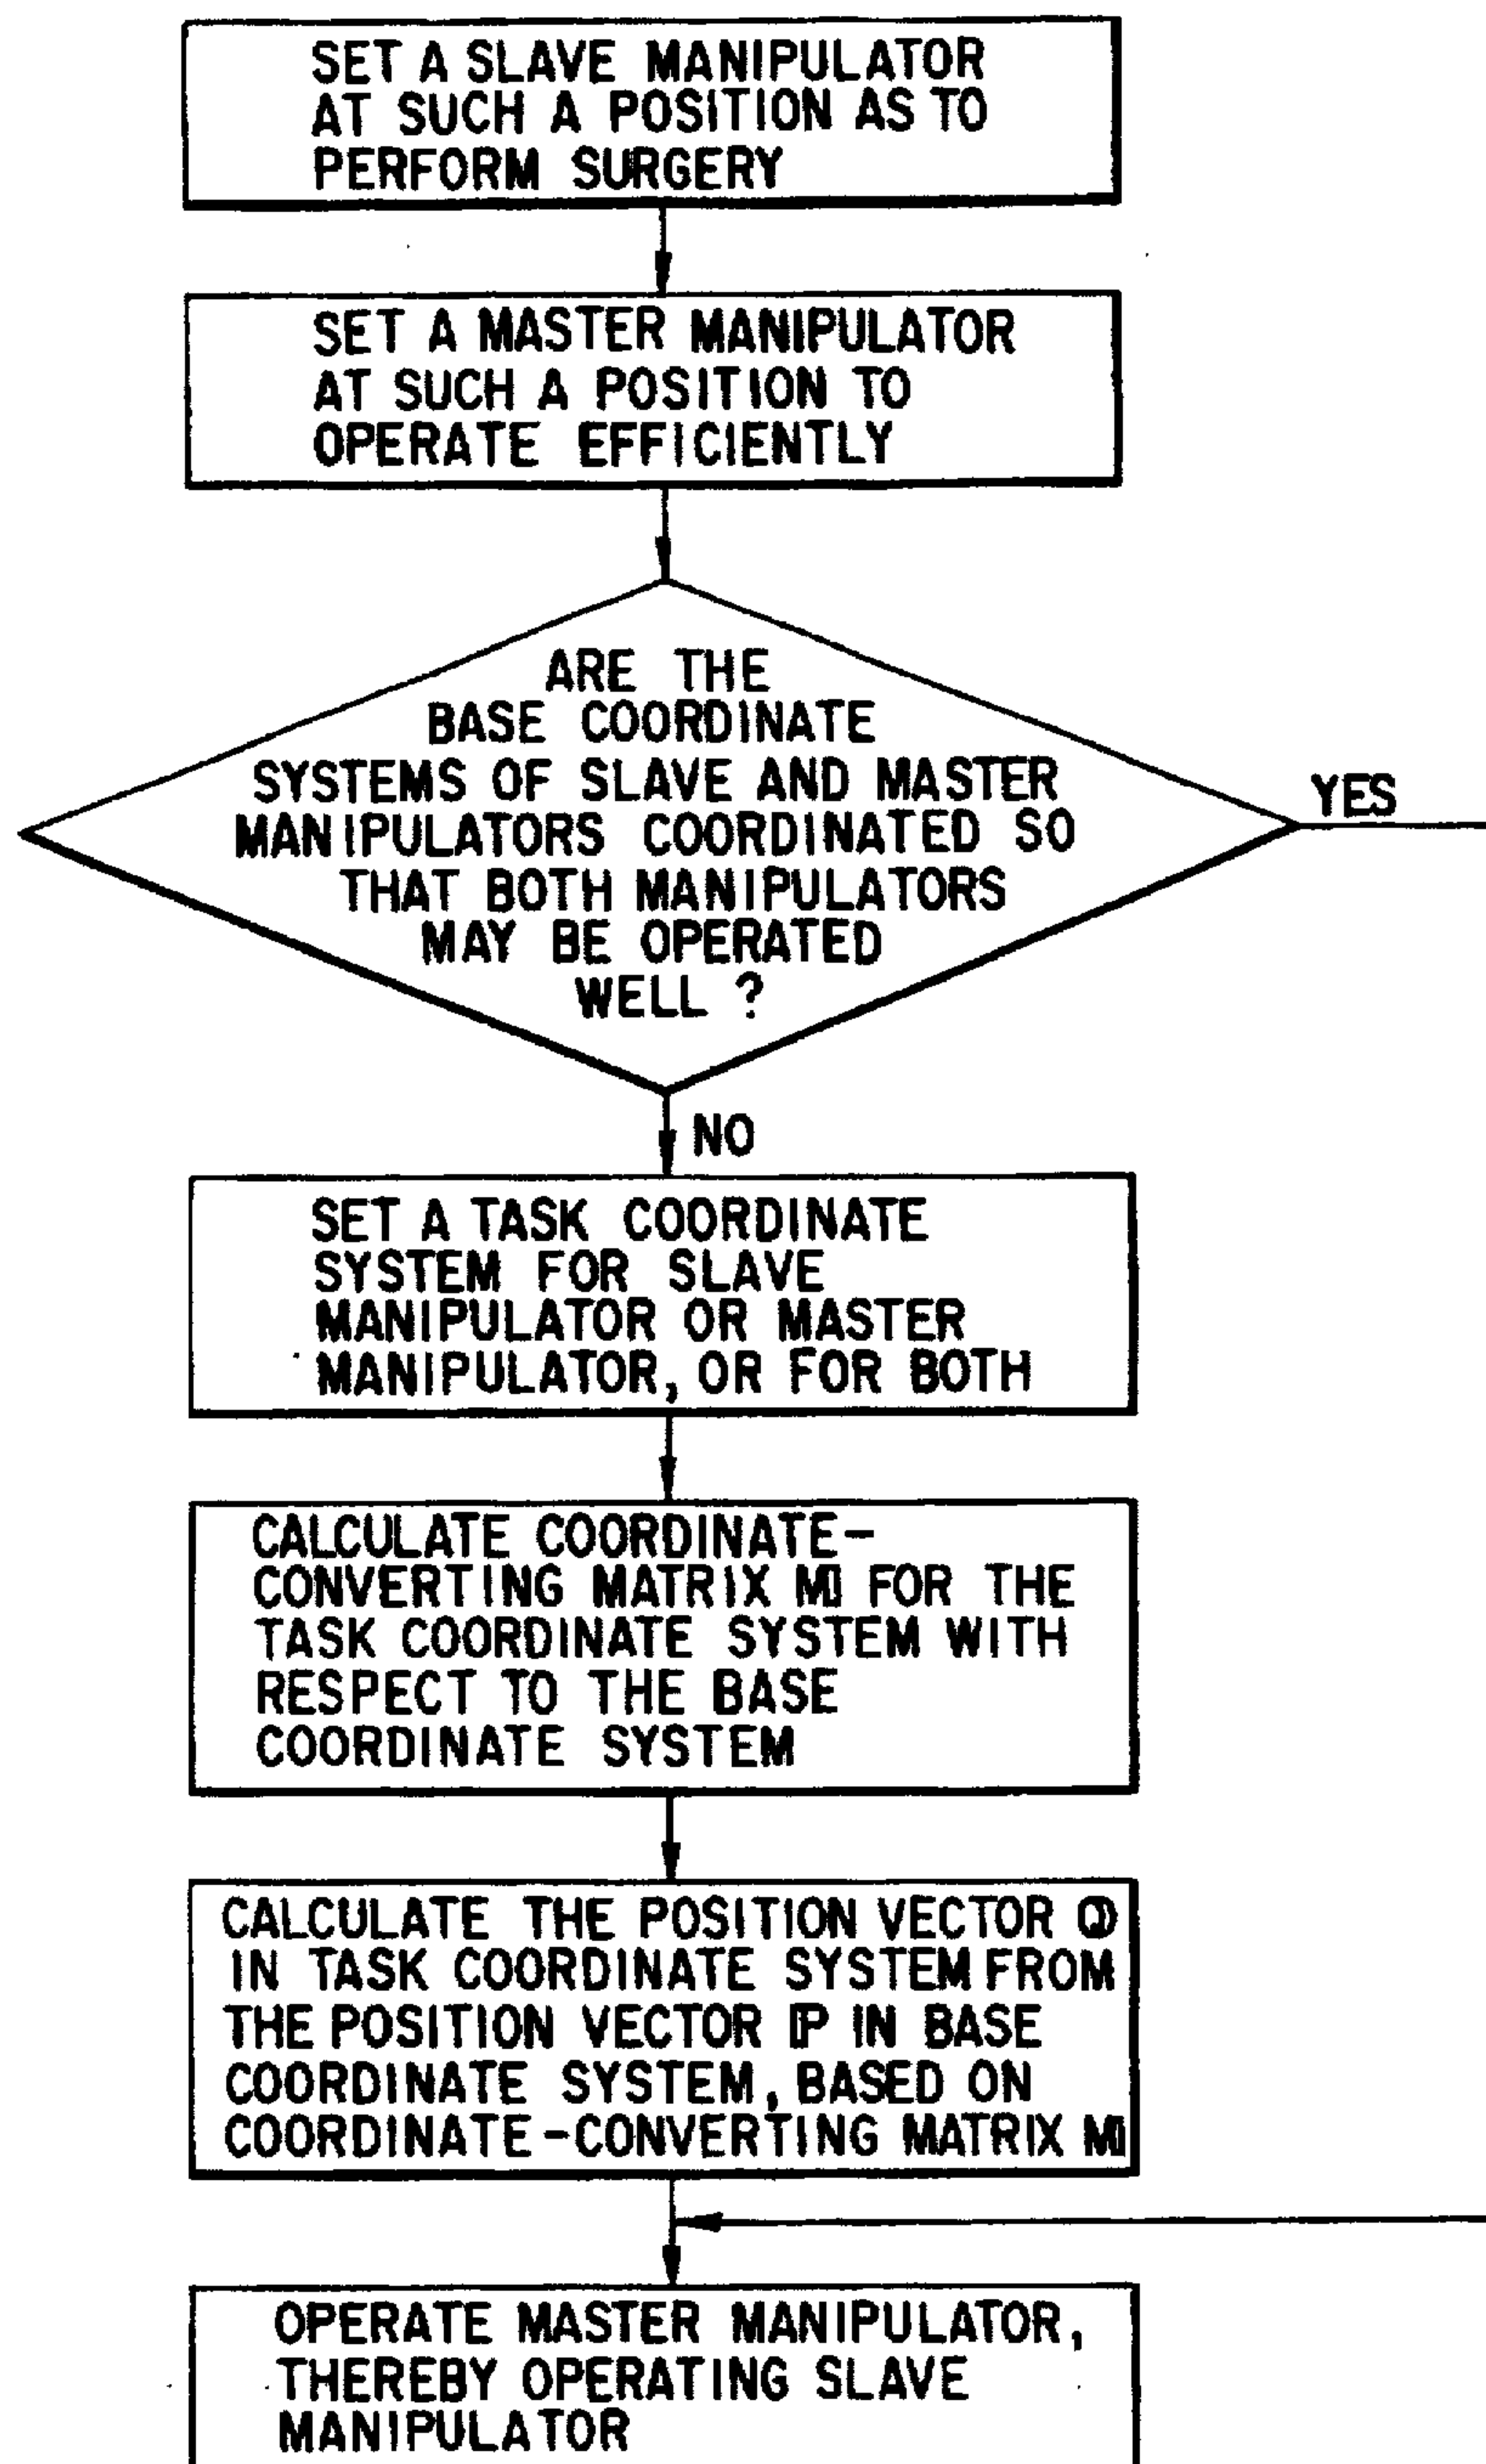 SET A SLAVE MANIPULATOR
AT SUCH A POSITION AS TO
PERFORM SURGERY
SET A MASTER MANIPULATOR
AT SUCH A POSITION TO
OPERATE EFFICIENTLY
ARE THE
BASE COORDINATE
SYSTEMS OF SLAVE AND MASTER
MANIPULATORS COORDINATED SO
THAT BOTH MANIPULATORS
MAY BE OPERATED
WELL ?
YES
NO
SET A TASK COORDINATE
SYSTEM FOR SLAVE
MANIPULATOR OR MASTER
MANIPULATOR, OR FOR BOTH
CALCULATE COORDINATE-
CONVERTING MATRIX 𝕄 FOR THE
TASK COORDINATE SYSTEM WITH
RESPECT TO THE BASE
COORDINATE SYSTEM
CALCULATE THE POSITION VECTOR ℚ
IN TASK COORDINATE SYSTEM FROM
THE POSITION VECTOR ℙ IN BASE
COORDINATE SYSTEM, BASED ON
COORDINATE-CONVERTING MATRIX 𝕄
OPERATE MASTER MANIPULATOR,
THEREBY OPERATING SLAVE
MANIPULATOR